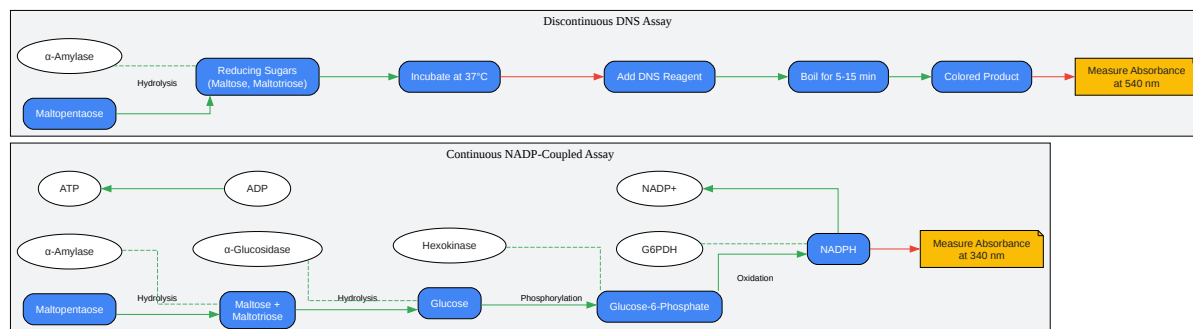 Discontinuous DNS Assay
α-Amylase
Hydrolysis
Reducing Sugars
(Maltose, Maltotriose)
Incubate at 37°C
Add DNS Reagent
Boil for 5-15 min
Colored Product
Measure Absorbance
at 540 nm
Maltopentaose
Continuous NADP-Coupled Assay
ATP
ADP
NADP+
α-Amylase
α-Glucosidase
Hexokinase
G6PDH
NADPH
Measure Absorbance
at 340 nm
Oxidation
Hydrolysis
Hydrolysis
Phosphorylation
Maltopentaose
Maltose +
Maltotriose
Glucose
Glucose-6-Phosphate